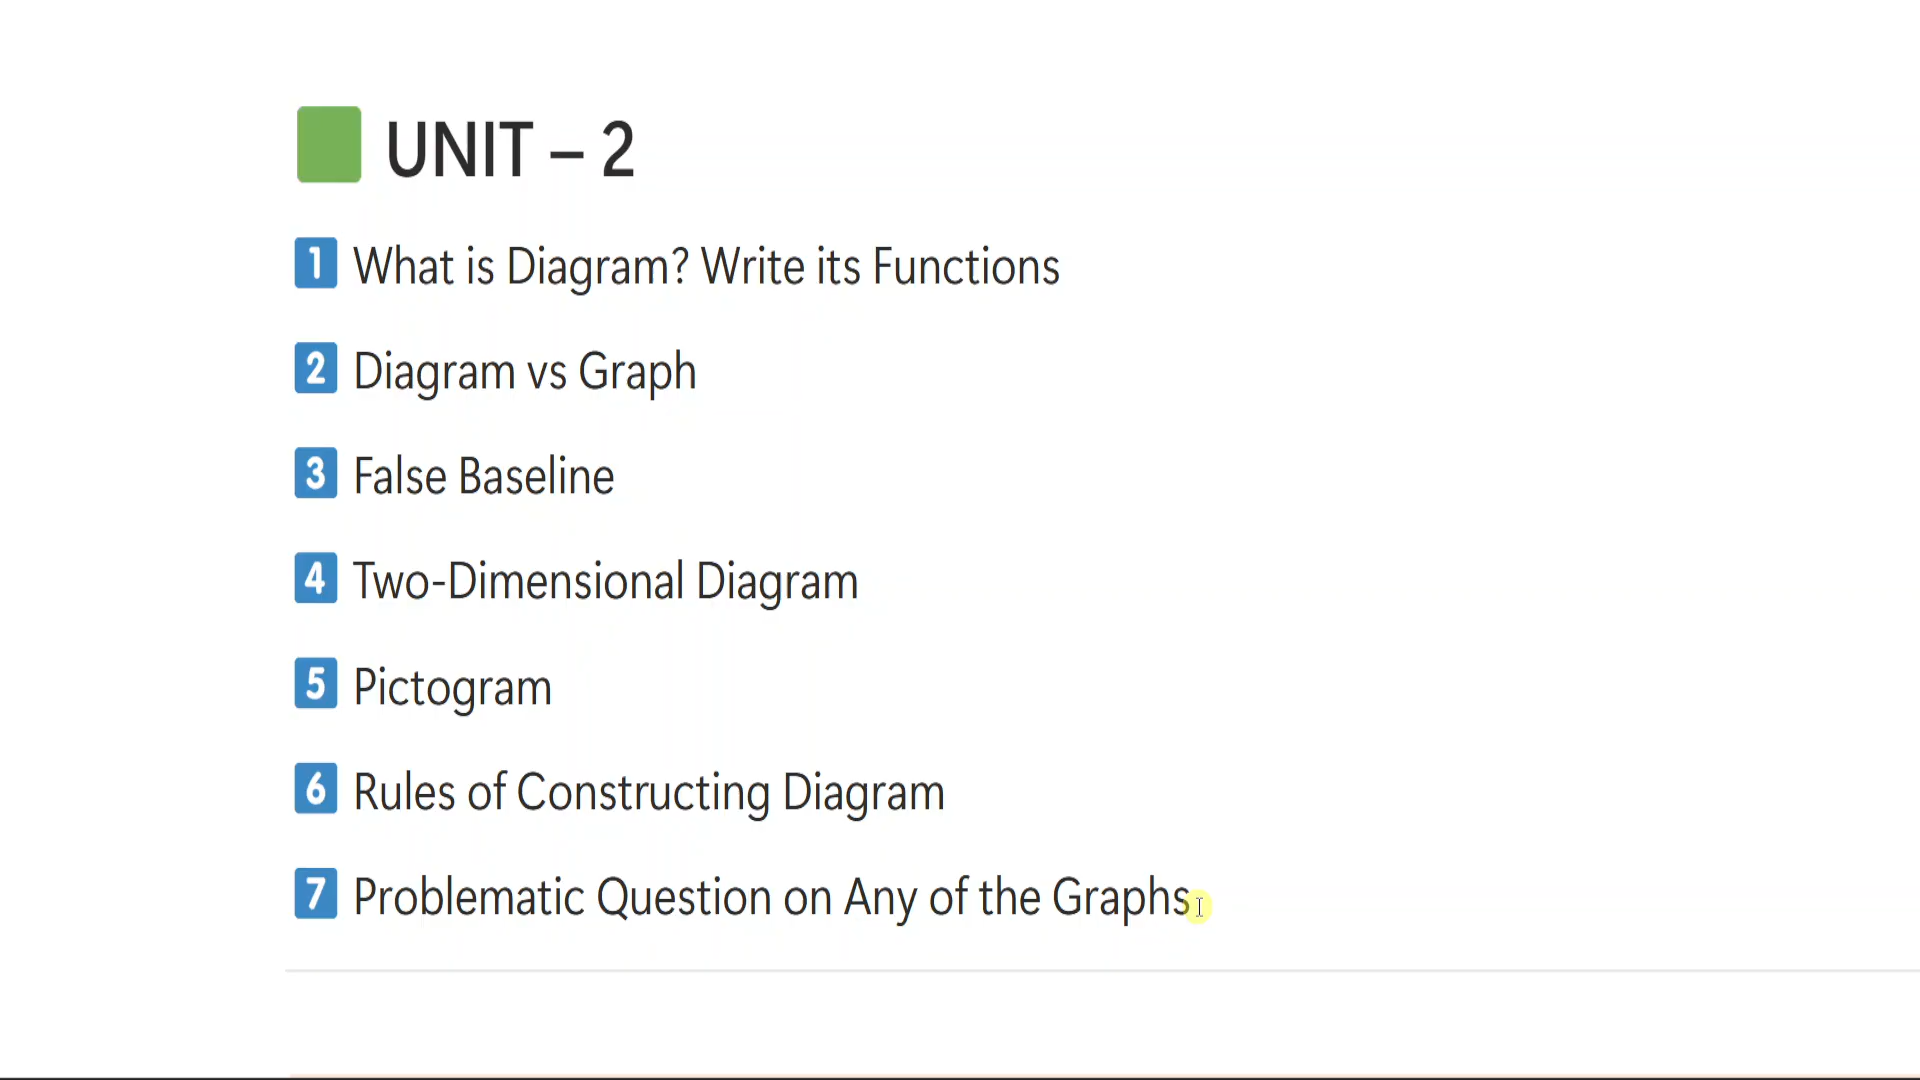 UNIT – 2
1 What is Diagram? Write its Functions
2 Diagram vs Graph
3 False Baseline
4 Two-Dimensional Diagram
5 Pictogram
6 Rules of Constructing Diagram
7 Problematic Question on Any of the Graphs